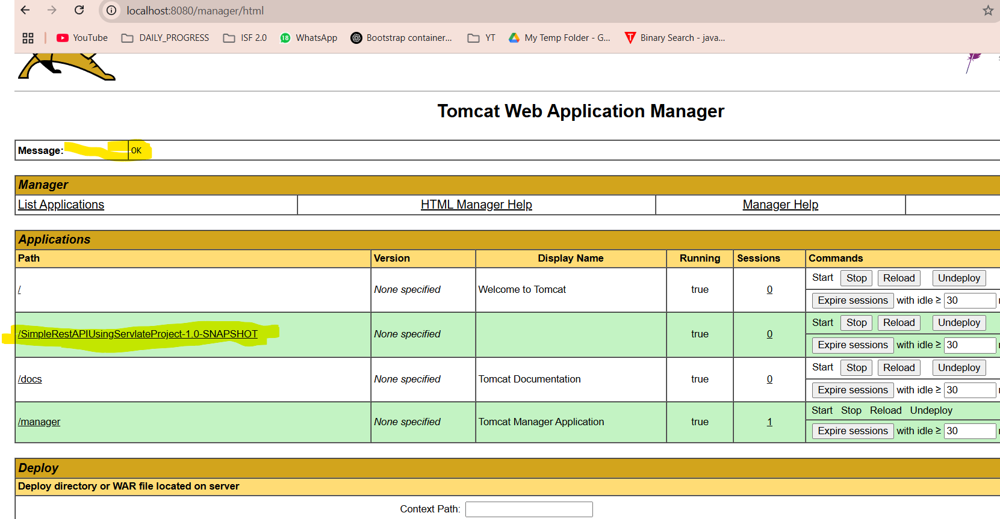 localhost:8080/manager/html
YouTube DAILY_PROGRESS ISF 2.0 18 WhatsApp Bootstrap container... YT My Temp Folder - G... T Binary Search - java...
Tomcat Web Application Manager
Message: OK
Manager
List Applications HTML Manager Help Manager Help
Applications
Path Version Display Name Running Sessions Commands
Start Stop Reload Undeploy
/ None specified Welcome to Tomcat true 0
Expire sessions with idle ≥ 30
Start Stop Reload Undeploy
/SimpleRestAPIUsingServlateProject-1.0-SNAPSHOT None specified true 0
Expire sessions with idle ≥ 30
Start Stop Reload Undeploy
/docs None specified Tomcat Documentation true 0
Expire sessions with idle ≥ 30
Start Stop Reload Undeploy
/manager None specified Tomcat Manager Application true 1
Expire sessions with idle ≥ 30
Deploy
Deploy directory or WAR file located on server
Context Path: